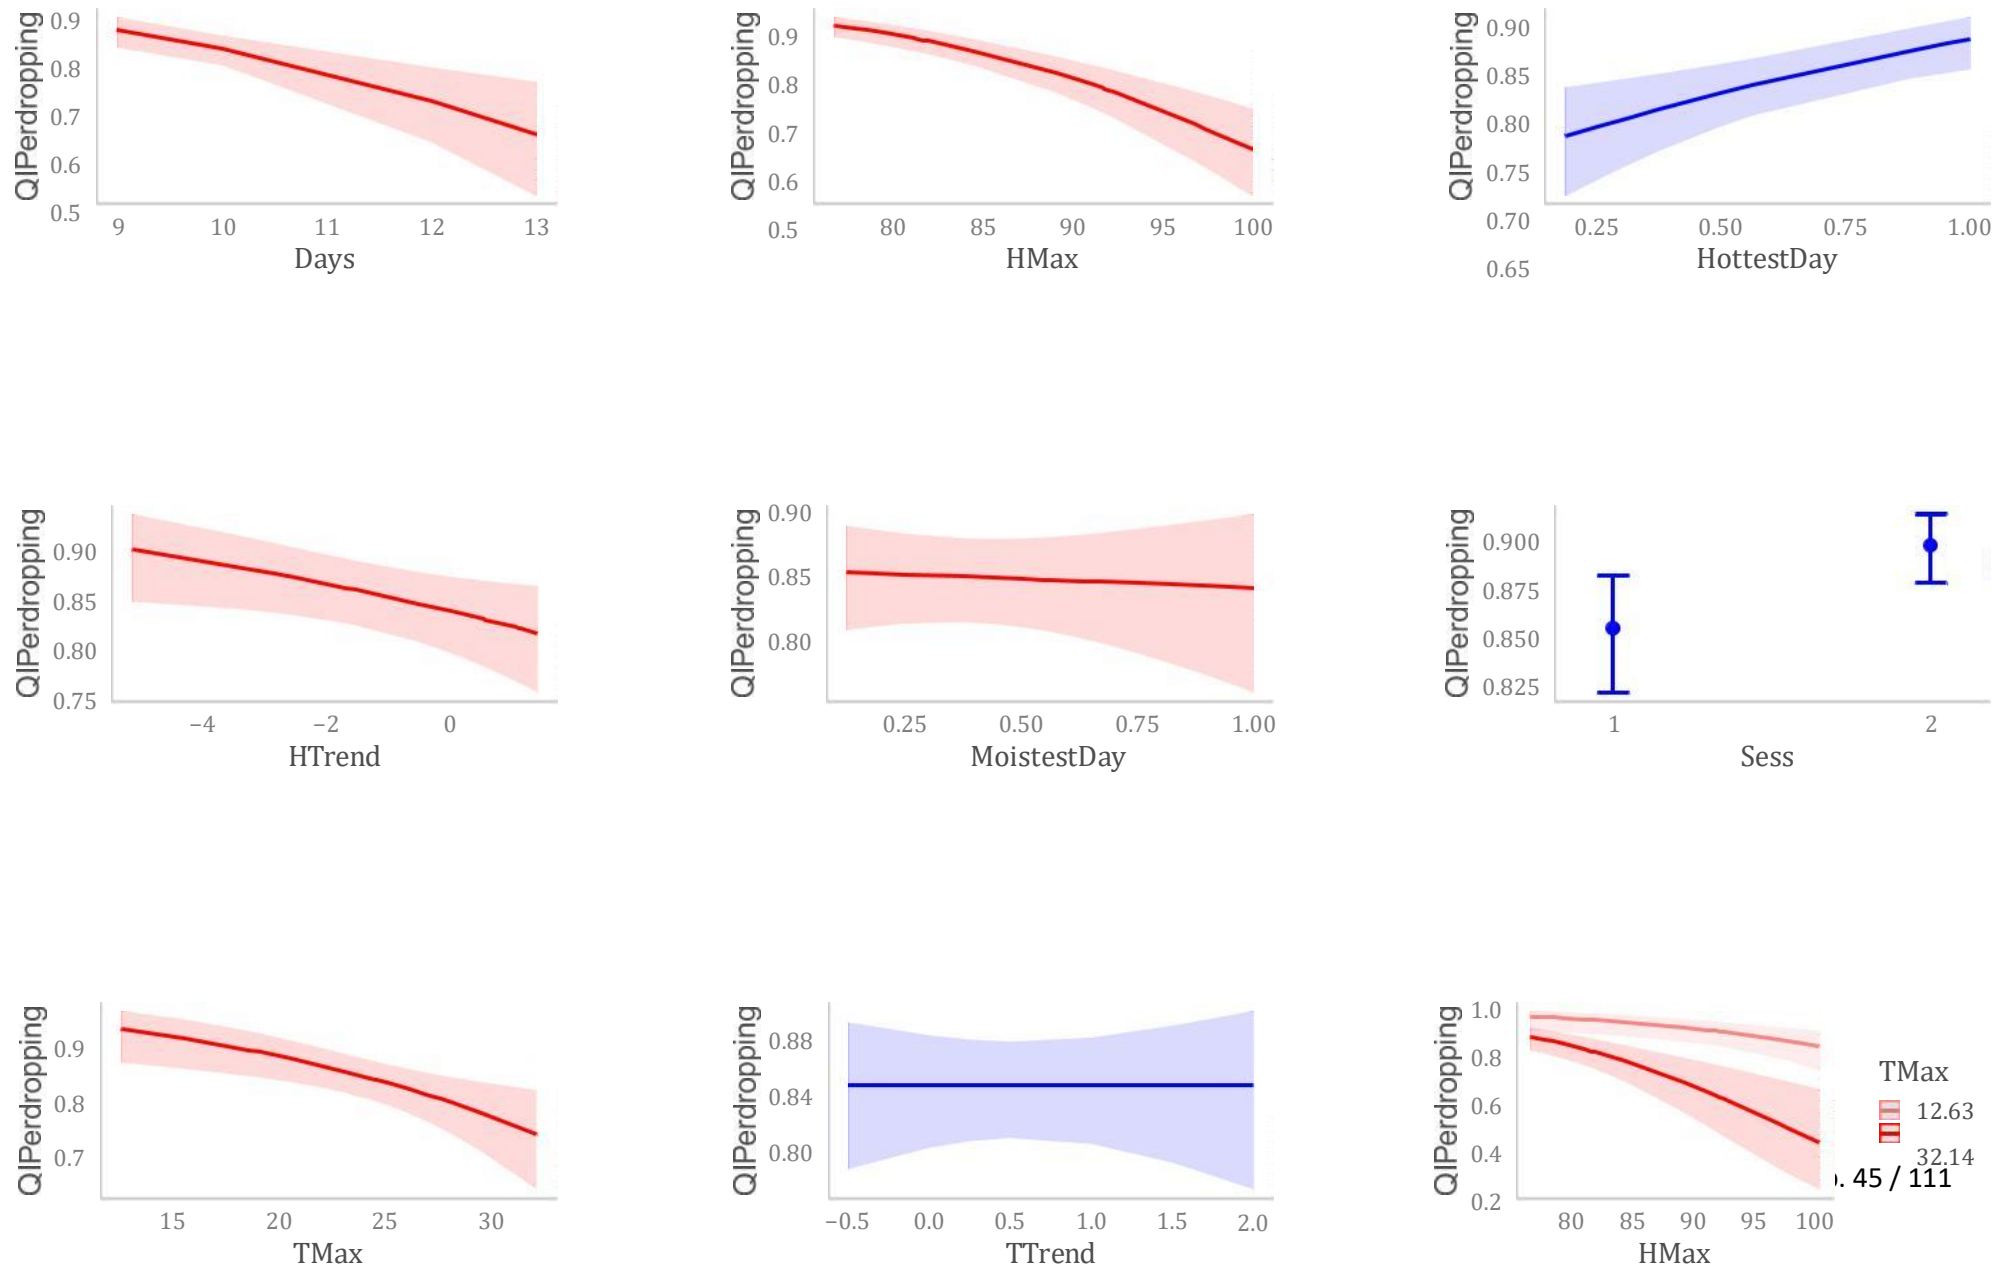 QIPerdropping
0.9
0.8
0.7
0.6
0.5
9 10 11 12 13
Days
QIPerdropping
0.9
0.8
0.7
0.6
0.5
80 85 90 95 100
HMax
QIPerdropping
0.90
0.85
0.80
0.75
0.70
0.65
0.25 0.50 0.75 1.00
HottestDay
QIPerdropping
0.90
0.85
0.80
0.75
−4 −2 0
HTrend
QIPerdropping
0.90
0.85
0.80
0.25 0.50 0.75 1.00
MoistestDay
QIPerdropping
0.900
0.875
0.850
0.825
1 2
Sess
QIPerdropping
0.9
0.8
0.7
15 20 25 30
TMax
QIPerdropping
0.88
0.84
0.80
−0.5 0.0 0.5 1.0 1.5 2.0
TTrend
QIPerdropping
1.0
0.8
0.6
0.4
0.2
80 85 90 95 100
HMax
TMax
12.63
32.14
. 45 / 111